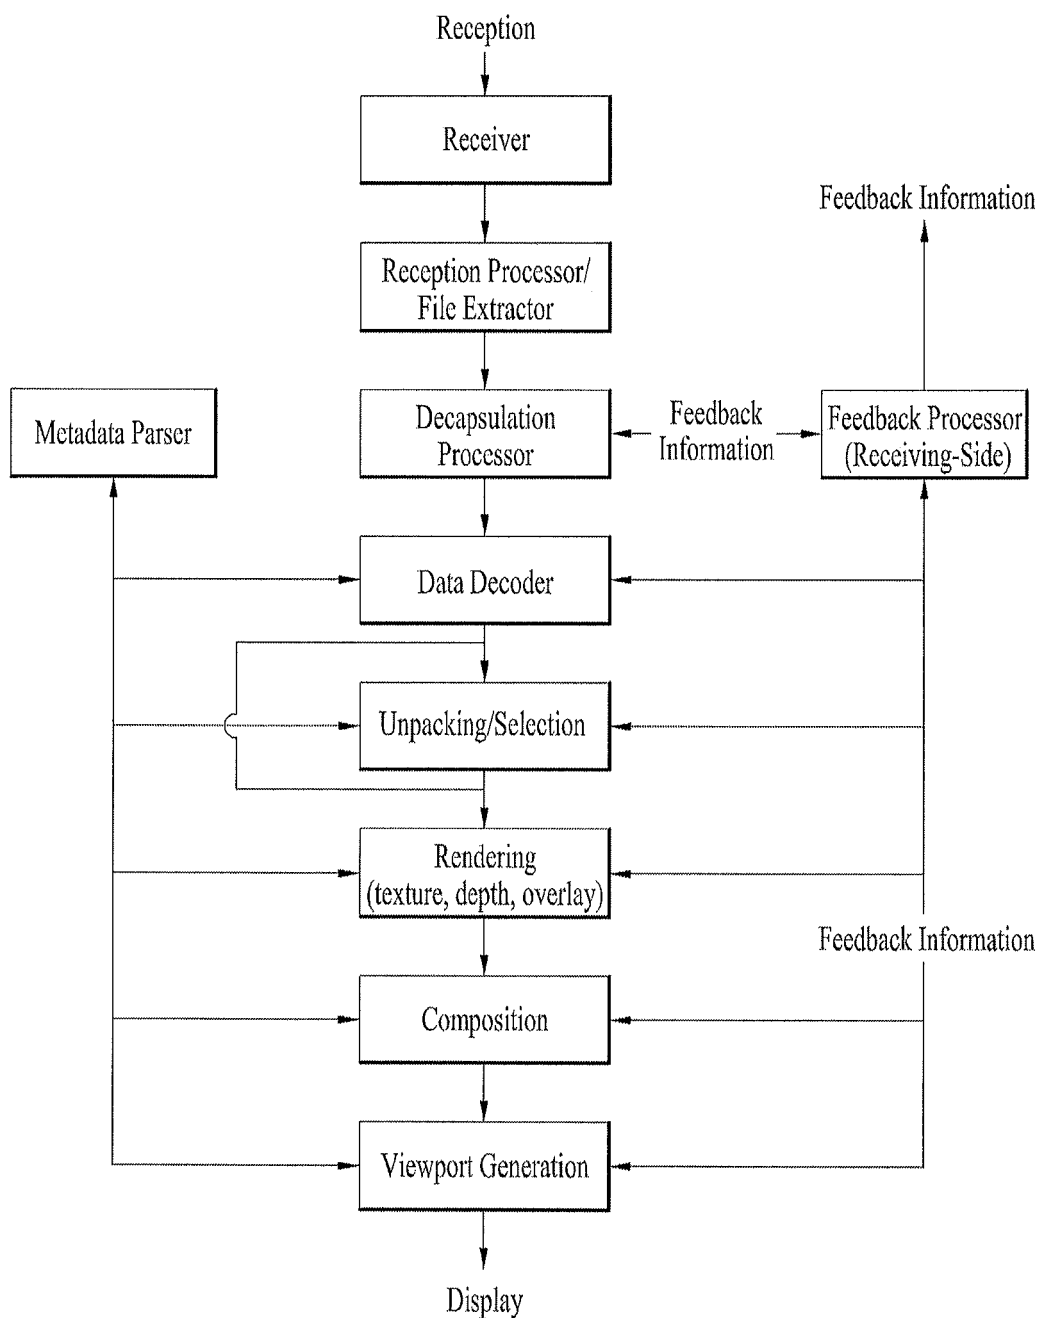 Reception
Receiver
Feedback Information
Reception Processor/
File Extractor
Metadata Parser
Decapsulation
Processor
Feedback
Information
Feedback Processor
(Receiving-Side)
Data Decoder
Unpacking/Selection
Rendering
(texture, depth, overlay)
Feedback Information
Composition
Viewport Generation
Display